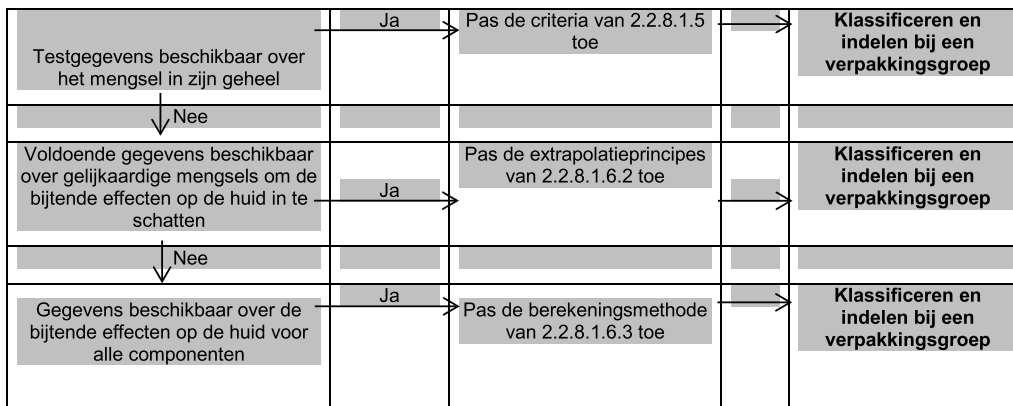 Testgegevens beschikbaar over
het mengsel in zijn geheel
Ja
Pas de criteria van 2.2.8.1.5
toe
Klassificeren en
indelen bij een
verpakkingsgroep
Nee
Voldoende gegevens beschikbaar
over gelijkaardige mengsels om de
bijtende effecten op de huid in te
schatten
Ja
Pas de extrapolatieprincipes
van 2.2.8.1.6.2 toe
Klassificeren en
indelen bij een
verpakkingsgroep
Nee
Gegevens beschikbaar over de
bijtende effecten op de huid voor
alle componenten
Ja
Pas de berekeningsmethode
van 2.2.8.1.6.3 toe
Klassificeren en
indelen bij een
verpakkingsgroep